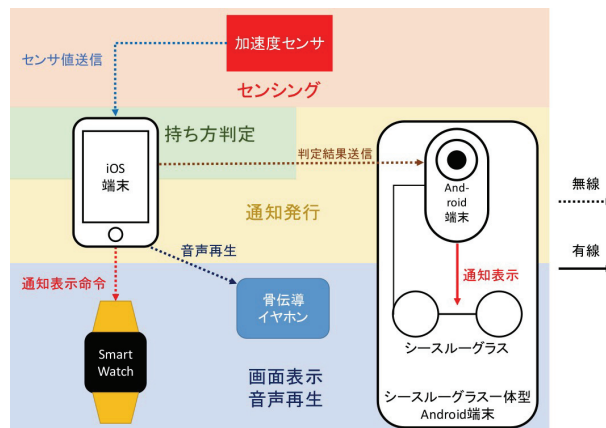 加速度センサ
センサ値送信
センシング
持ち方判定
iOS
端末
判定結果送信
And-
roid
端末
無線
通知発行
音声再生
有線
通知表示命令
通知表示
骨伝導
イヤホン
シースルーグラス
Smart
Watch
画面表示
音声再生
シースルーグラス一体型
Android端末